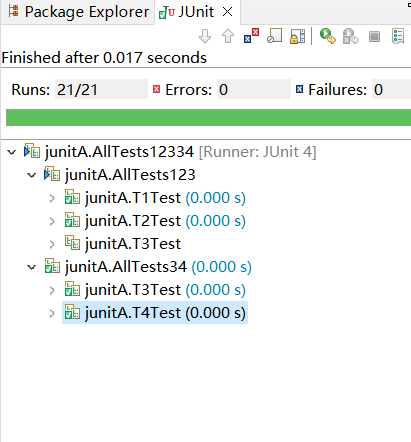 Package Explorer JUnit
Finished after 0.017 seconds
Runs: 21/21 Errors: 0 Failures: 0
junitA.AllTests12334 [Runner: JUnit 4]
junitA.AllTests123
junitA.T1Test (0.000 s)
junitA.T2Test (0.000 s)
junitA.T3Test
junitA.AllTests34 (0.000 s)
junitA.T3Test (0.000 s)
junitA.T4Test (0.000 s)